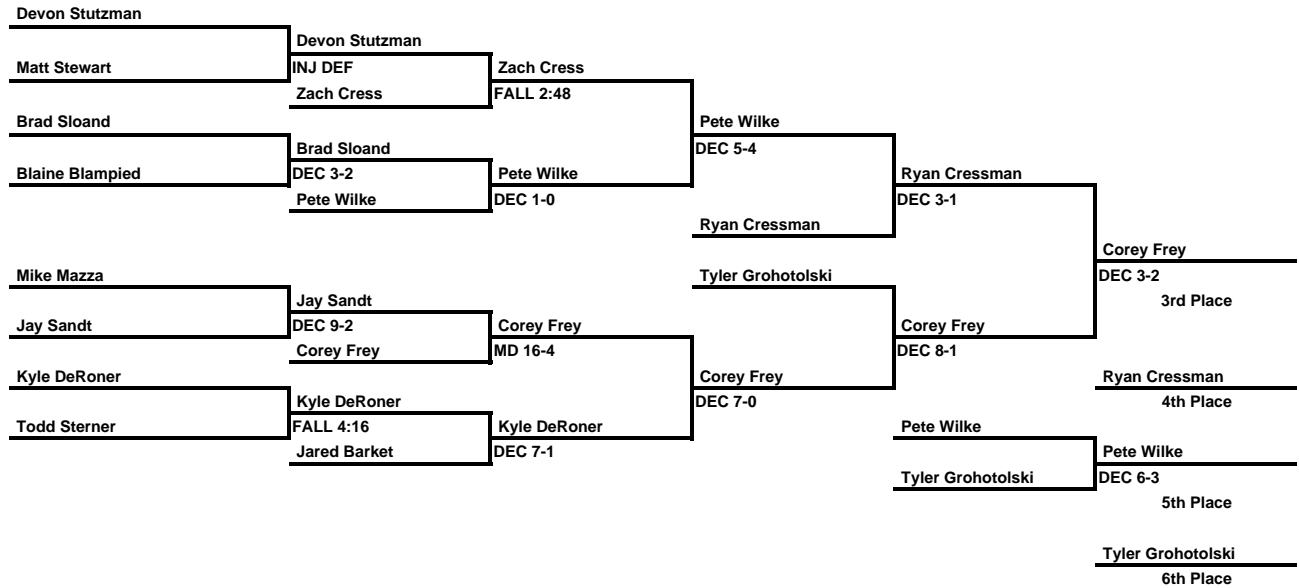 Devon Stutzman
Devon Stutzman
Matt Stewart
INJ DEF
Zach Cress
Zach Cress
FALL 2:48
Brad Sloand
Pete Wilke
Brad Sloand
DEC 5-4
Blaine Blampied
DEC 3-2
Pete Wilke
Ryan Cressman
Pete Wilke
DEC 1-0
DEC 3-1
Ryan Cressman
Corey Frey
Mike Mazza
Tyler Grohotolski
DEC 3-2
Jay Sandt
3rd Place
Jay Sandt
DEC 9-2
Corey Frey
Corey Frey
Corey Frey
MD 16-4
DEC 8-1
Kyle DeRoner
Corey Frey
Ryan Cressman
Kyle DeRoner
DEC 7-0
4th Place
Todd Sterner
FALL 4:16
Kyle DeRoner
Pete Wilke
Jared Barket
DEC 7-1
Pete Wilke
Tyler Grohotolski
DEC 6-3
5th Place
Tyler Grohotolski
6th Place